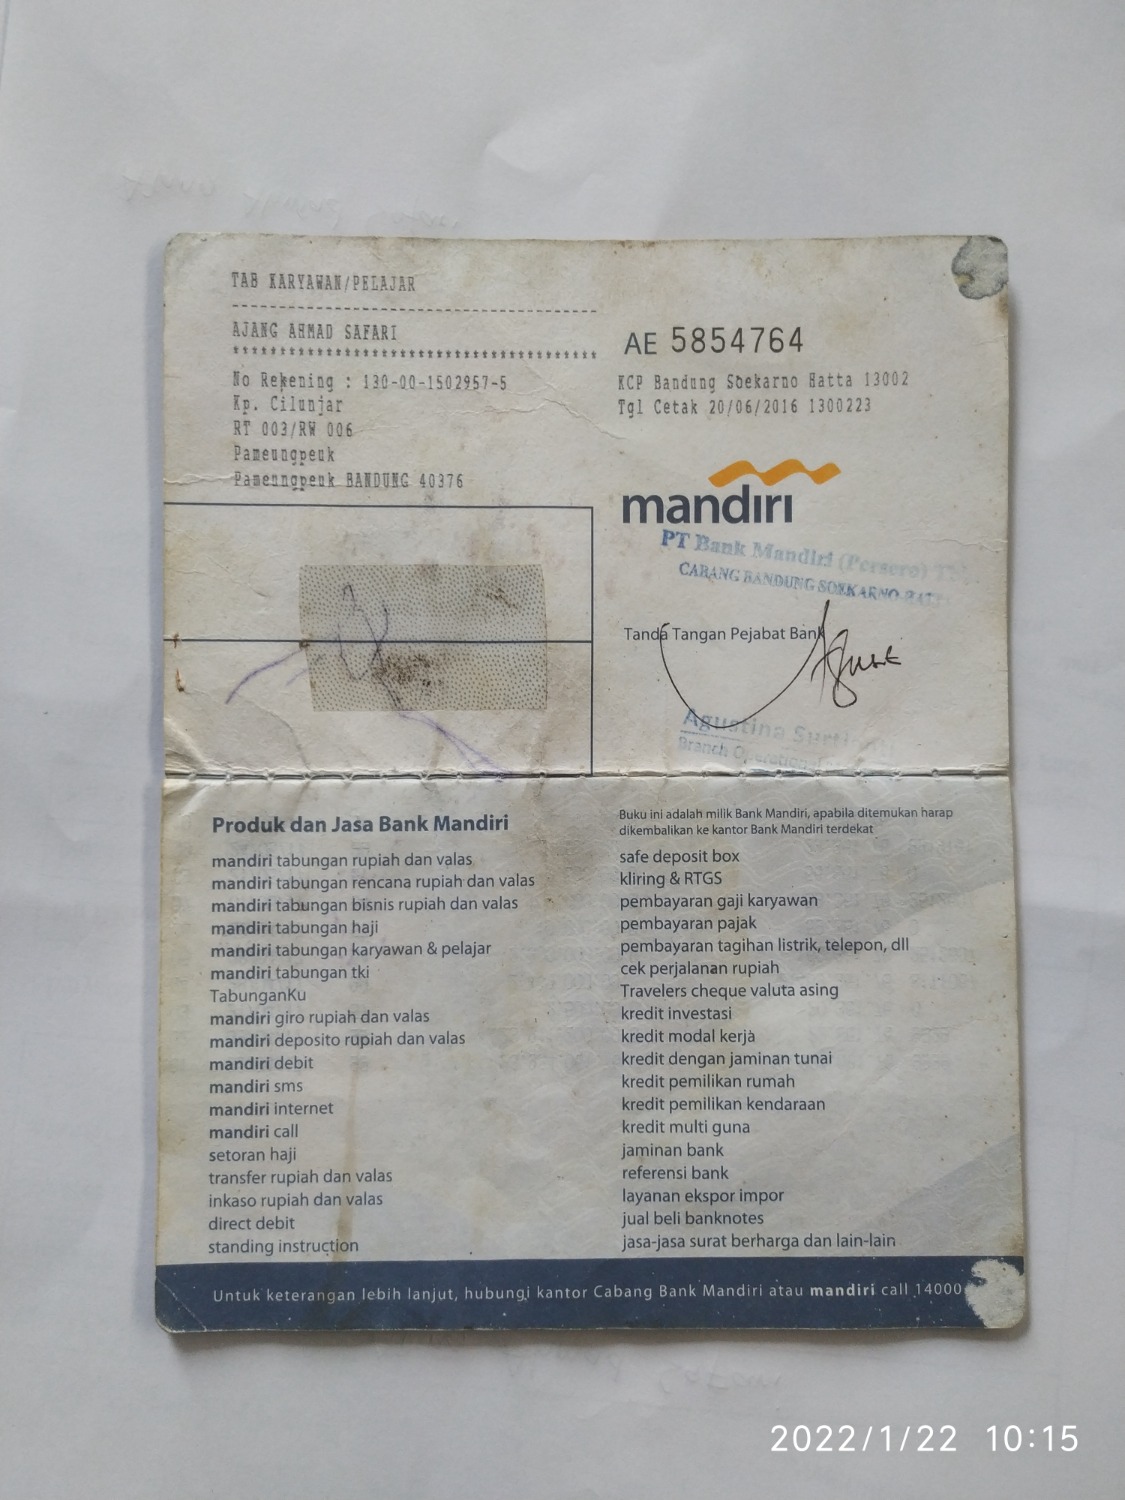 TAB KARYAWAN/PELAJAR
AJANG AHMAD SAFARI
No Rekening : 130-00-1502957-5
Kp. Cilunjar
RT 003/RW 006
Pameungpeuk
Pameungpeuk BANDUNG 40376
AE 5854764
KCP Bandung Soekarno Hatta 13002
Tgl Cetak 20/06/2016 1300223
mandiri
PT Bank Mandiri (Persero)
CABANG BANDUNG SOEKARNO-HATT
Tanda Tangan Pejabat Bank
Agustina
Branch Operational
Produk dan Jasa Bank Mandiri
mandiri tabungan rupiah dan valas
mandiri tabungan rencana rupiah dan valas
mandiri tabungan bisnis rupiah dan valas
mandiri tabungan haji
mandiri tabungan karyawan & pelajar
mandiri tabungan tki
TabunganKu
mandiri giro rupiah dan valas
mandiri deposito rupiah dan valas
mandiri debit
mandiri sms
mandiri internet
mandiri call
setoran haji
transfer rupiah dan valas
inkaso rupiah dan valas
direct debit
standing instruction
Buku ini adalah milik Bank Mandiri, apabila ditemukan harap
dikembalikan ke kantor Bank Mandiri terdekat
safe deposit box
kliring & RTGS
pembayaran gaji karyawan
pembayaran pajak
pembayaran tagihan listrik, telepon, dll
cek perjalanan rupiah
Travelers cheque valuta asing
kredit investasi
kredit modal kerja
kredit dengan jaminan tunai
kredit pemilikan rumah
kredit pemilikan kendaraan
kredit multi guna
jaminan bank
referensi bank
layanan ekspor impor
jual beli banknotes
jasa-jasa surat berharga dan lain-lain
Untuk keterangan lebih lanjut, hubungi kantor Cabang Bank Mandiri atau mandiri call 14000
2022/1/22 10:15